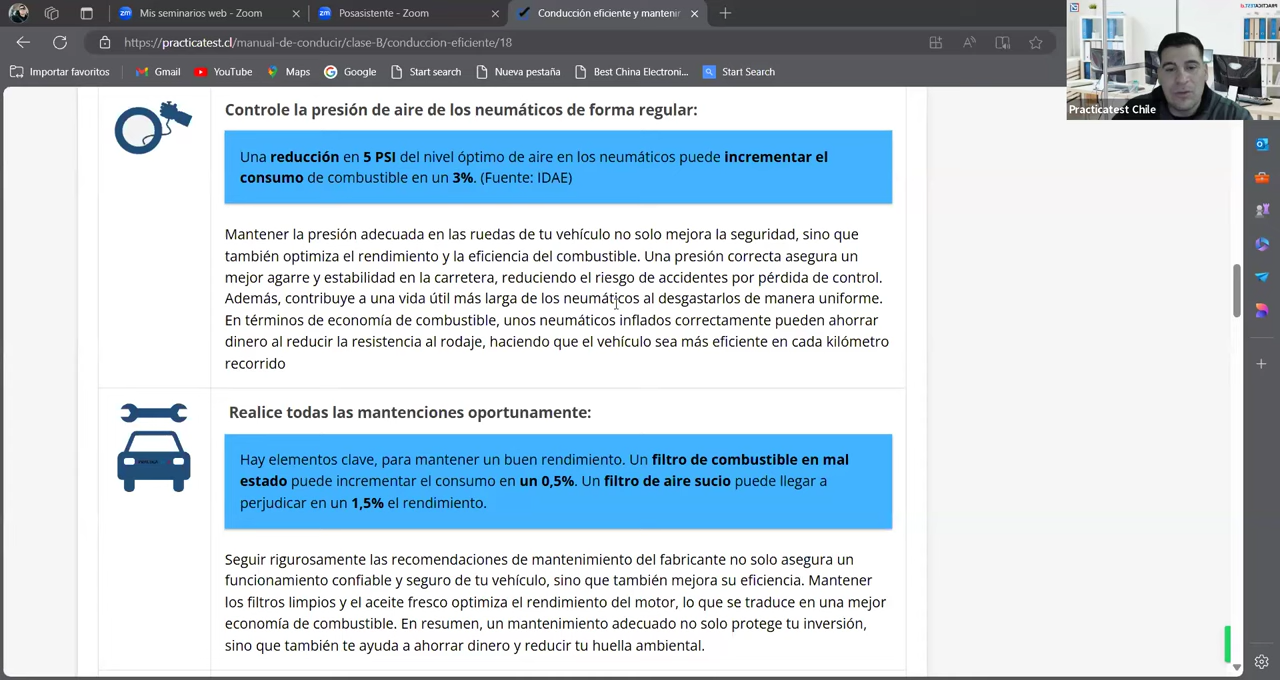 Mis seminarios web - Zoom
Posasistente - Zoom
Conducción eficiente y mantenir
https://practicatest.cl/manual-de-conducir/clase-B/conduccion-eficiente/18
Importar favoritos
Gmail
YouTube
Maps
Google
Start search
Nueva pestaña
Best China Electroni...
Start Search
Practicatest Chile
Controle la presión de aire de los neumáticos de forma regular:
Una reducción en 5 PSI del nivel óptimo de aire en los neumáticos puede incrementar el
consumo de combustible en un 3%. (Fuente: IDAE)
Mantener la presión adecuada en las ruedas de tu vehículo no solo mejora la seguridad, sino que
también optimiza el rendimiento y la eficiencia del combustible. Una presión correcta asegura un
mejor agarre y estabilidad en la carretera, reduciendo el riesgo de accidentes por pérdida de control.
Además, contribuye a una vida útil más larga de los neumáticos al desgastarlos de manera uniforme.
En términos de economía de combustible, unos neumáticos inflados correctamente pueden ahorrar
dinero al reducir la resistencia al rodaje, haciendo que el vehículo sea más eficiente en cada kilómetro
recorrido
Realice todas las mantenciones oportunamente:
Hay elementos clave, para mantener un buen rendimiento. Un filtro de combustible en mal
estado puede incrementar el consumo en un 0,5%. Un filtro de aire sucio puede llegar a
perjudicar en un 1,5% el rendimiento.
Seguir rigurosamente las recomendaciones de mantenimiento del fabricante no solo asegura un
funcionamiento confiable y seguro de tu vehículo, sino que también mejora su eficiencia. Mantener
los filtros limpios y el aceite fresco optimiza el rendimiento del motor, lo que se traduce en una mejor
economía de combustible. En resumen, un mantenimiento adecuado no solo protege tu inversión,
sino que también te ayuda a ahorrar dinero y reducir tu huella ambiental.